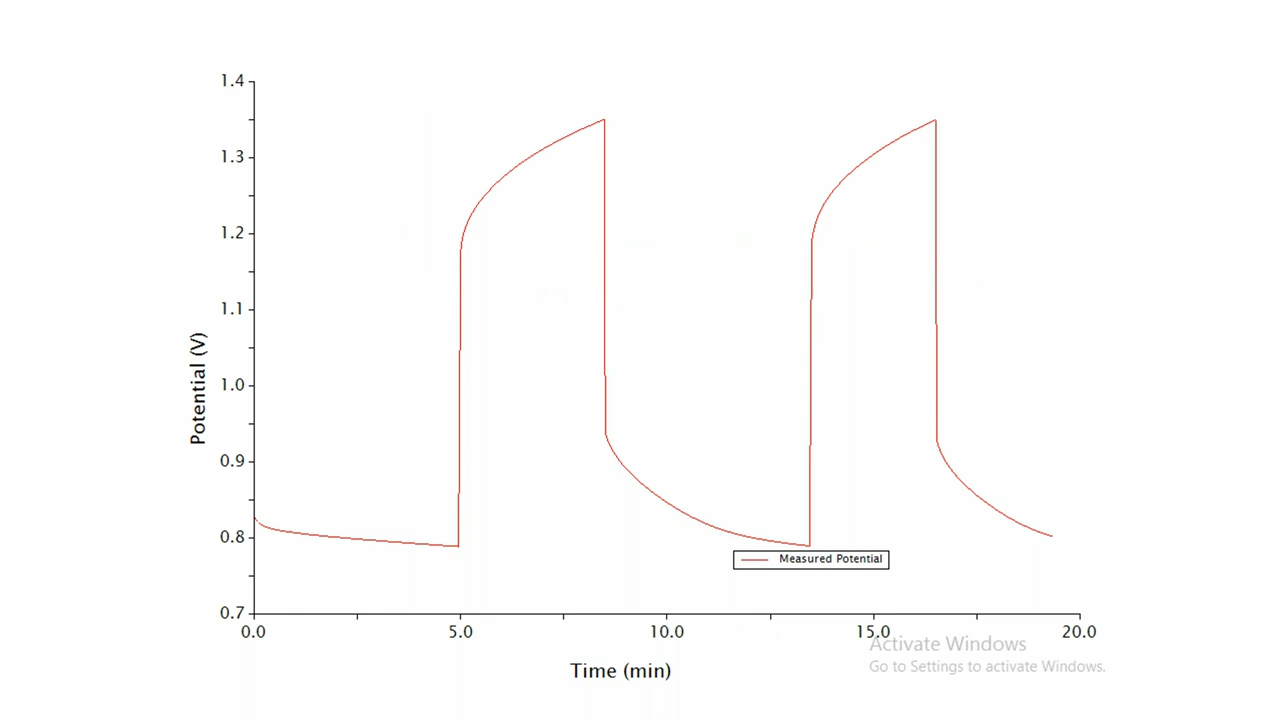 1.4
1.3
1.2
1.1
1.0
0.9
0.8
0.7
Potential (V)
Measured Potential
0.0 5.0 10.0 15.0 20.0
Time (min)
Activate Windows
Go to Settings to activate Windows.